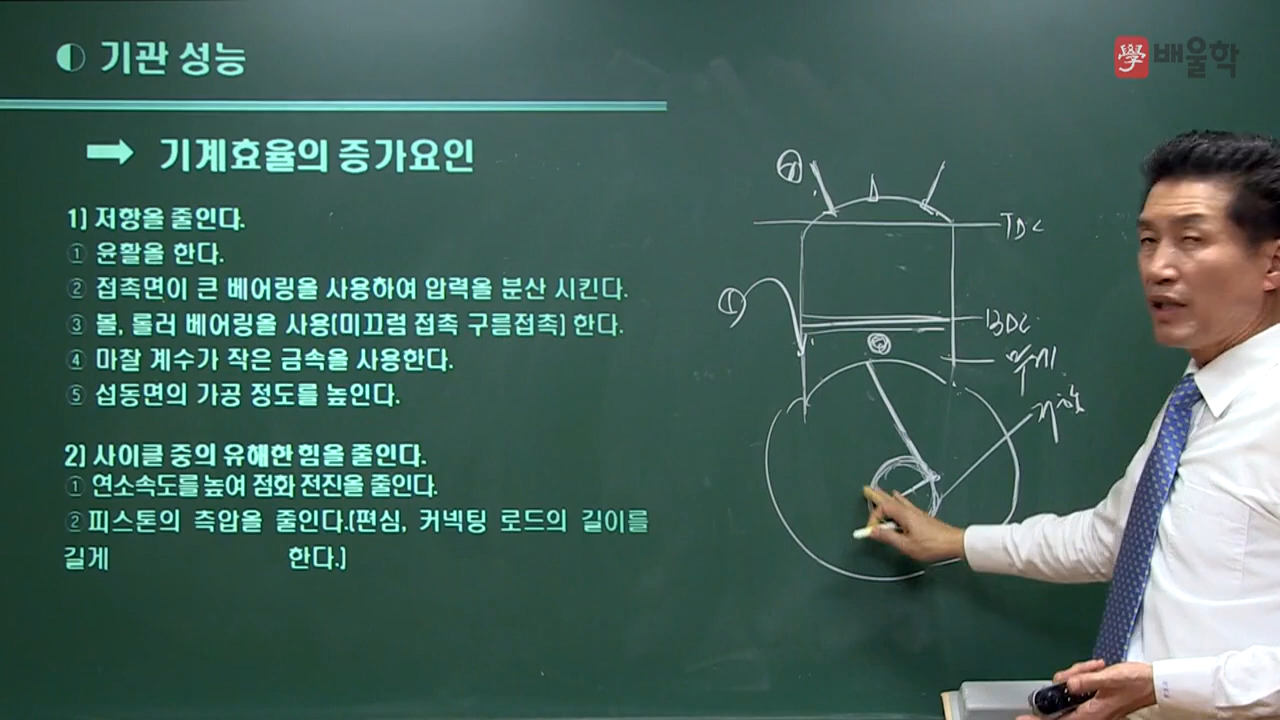 기관 성능
學 배울학
➡ 기계효율의 증가요인
1) 저항을 줄인다.
① 윤활을 한다.
② 접촉면이 큰 베어링을 사용하여 압력을 분산 시킨다.
③ 볼, 롤러 베어링을 사용(미끄럼 접촉 구름접촉) 한다.
④ 마찰 계수가 작은 금속을 사용한다.
⑤ 섭동면의 가공 정도를 높인다.
2) 사이클 중의 유해한 힘을 줄인다.
① 연소속도를 높여 점화 전진을 줄인다.
② 피스톤의 측압을 줄인다.(편심, 커넥팅 로드의 길이를
길게 한다.)
TDC
BDC